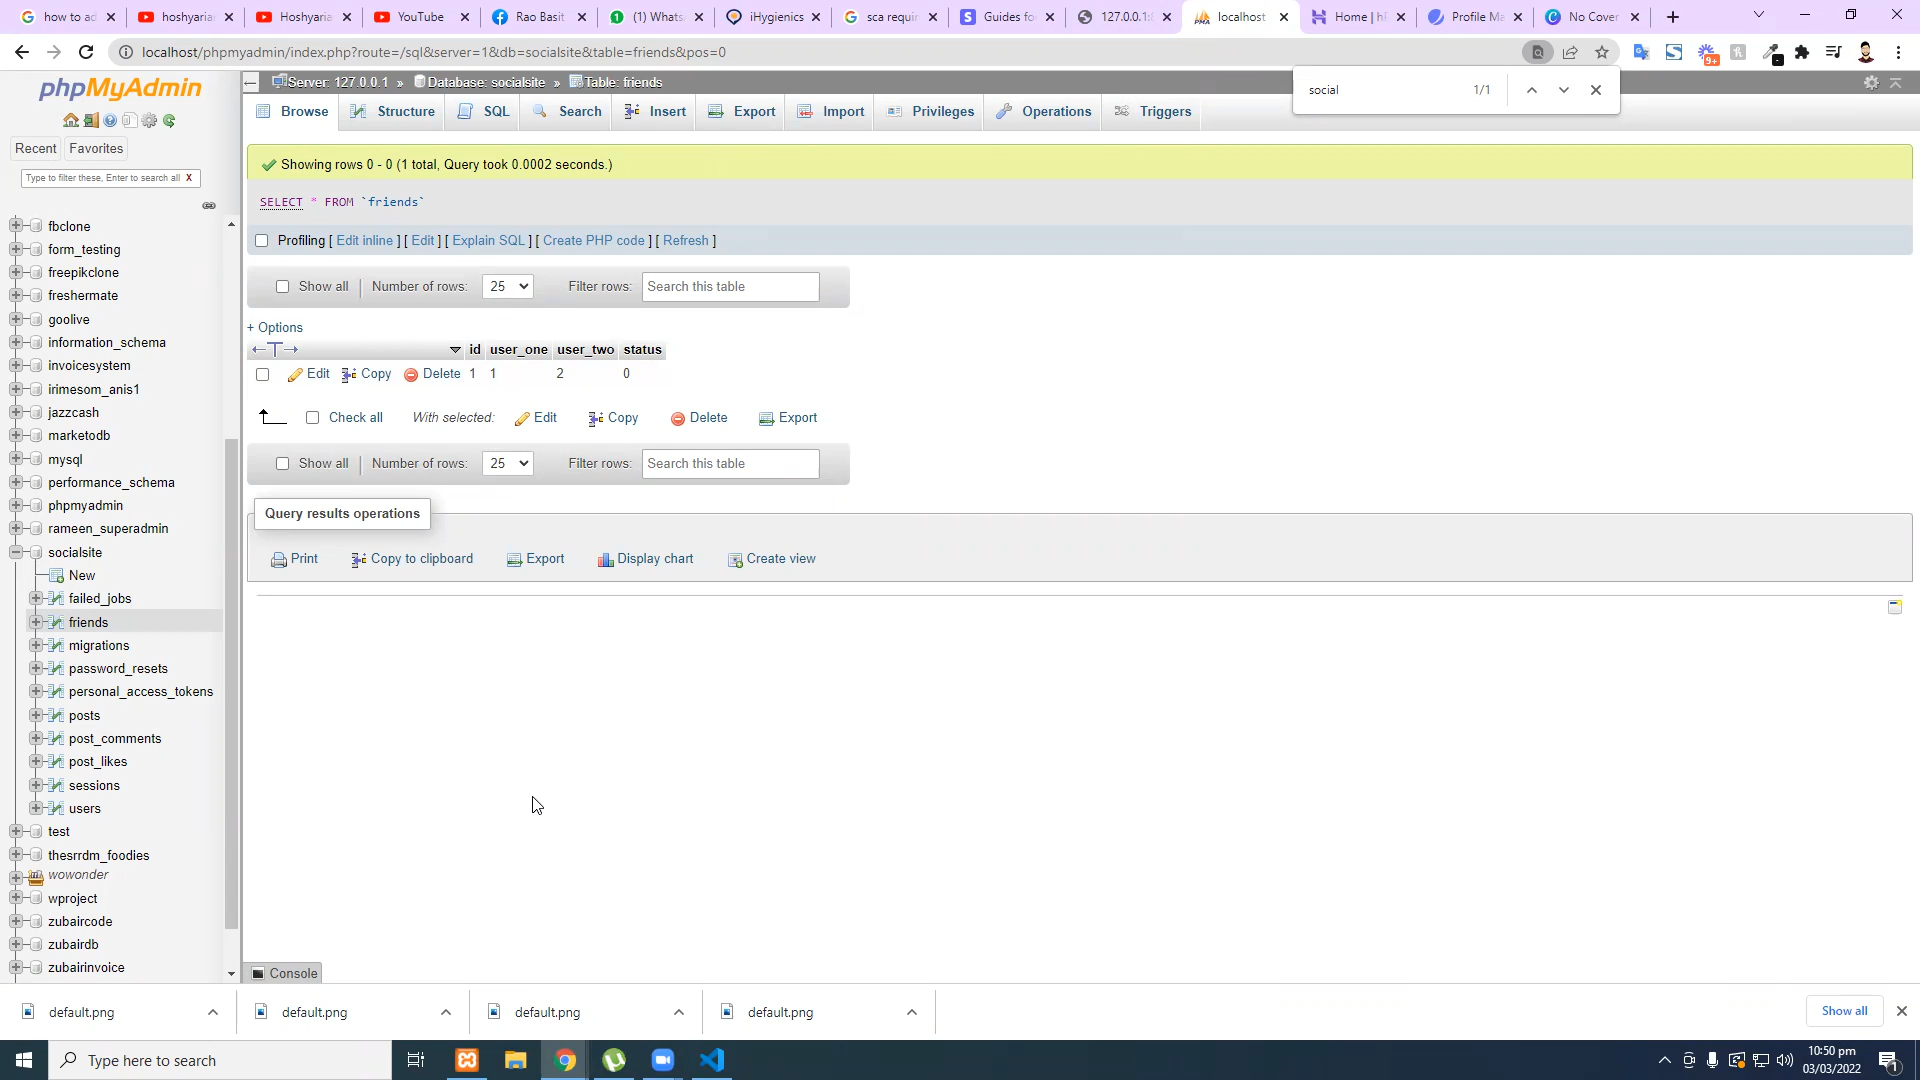 how to ad
hoshyaria
Hoshyaria
YouTube
Rao Basit
(1) Whats
iHygienics
sca requir
Guides fo
127.0.0.1:8
localhost
Home | hP
Profile Ma
No Cover
localhost/phpmyadmin/index.php?route=/sql&server=1&db=socialsite&table=friends&pos=0
9+
social 1/1
phpMyAdmin
Server: 127.0.0.1 » Database: socialsite » Table: friends
Browse Structure SQL Search Insert Export Import Privileges Operations Triggers
Recent Favorites
Type to filter these, Enter to search all X
fbclone
form_testing
freepikclone
freshermate
goolive
information_schema
invoicesystem
irimesom_anis1
jazzcash
marketodb
mysql
performance_schema
phpmyadmin
rameen_superadmin
socialsite
New
failed_jobs
friends
migrations
password_resets
personal_access_tokens
posts
post_comments
post_likes
sessions
users
test
thesrrdm_foodies
wowonder
wproject
zubaircode
zubairdb
zubairinvoice
Showing rows 0 - 0 (1 total, Query took 0.0002 seconds.)
SELECT * FROM `friends`
Profiling [ Edit inline ] [ Edit ] [ Explain SQL ] [ Create PHP code ] [ Refresh ]
Show all Number of rows: 25 Filter rows: Search this table
+ Options
id user_one user_two status
Edit Copy Delete 1 1 2 0
Check all With selected: Edit Copy Delete Export
Show all Number of rows: 25 Filter rows: Search this table
Query results operations
Print Copy to clipboard Export Display chart Create view
Console
default.png default.png default.png default.png Show all
Type here to search
10:50 pm
03/03/2022
1